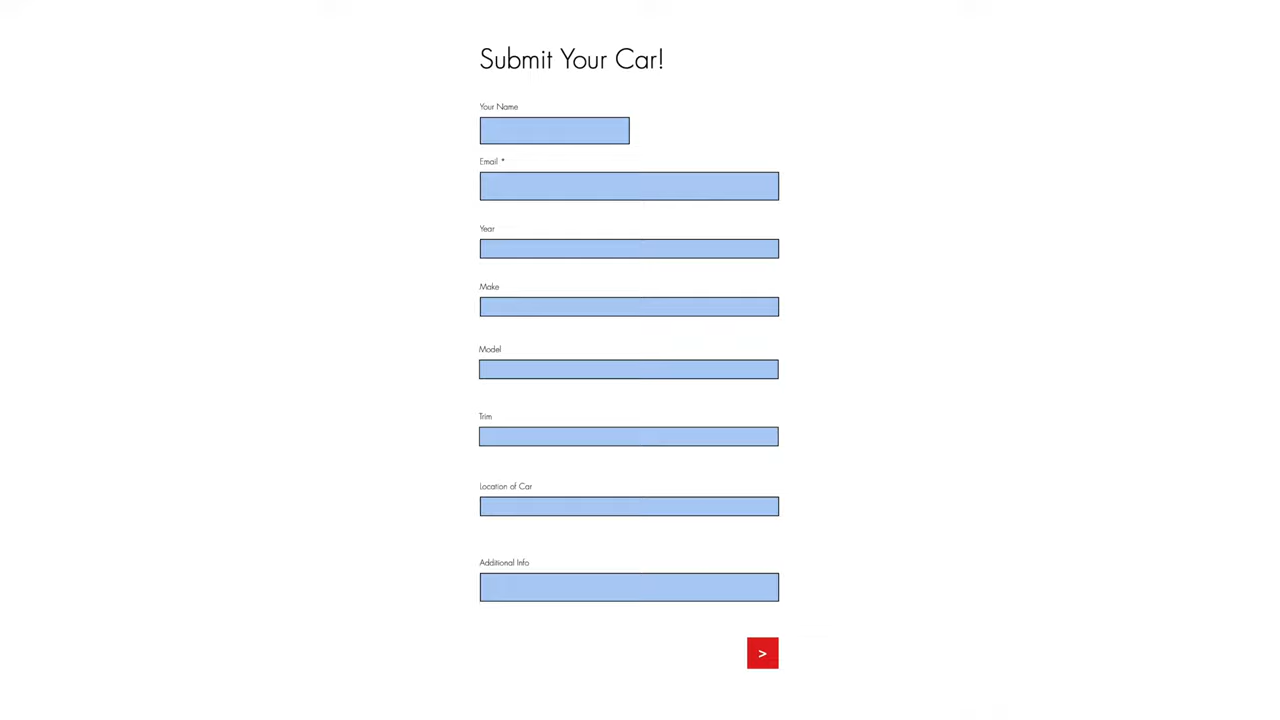 Submit Your Car!
Your Name
Email *
Year
Make
Model
Trim
Location of Car
Additional Info
>